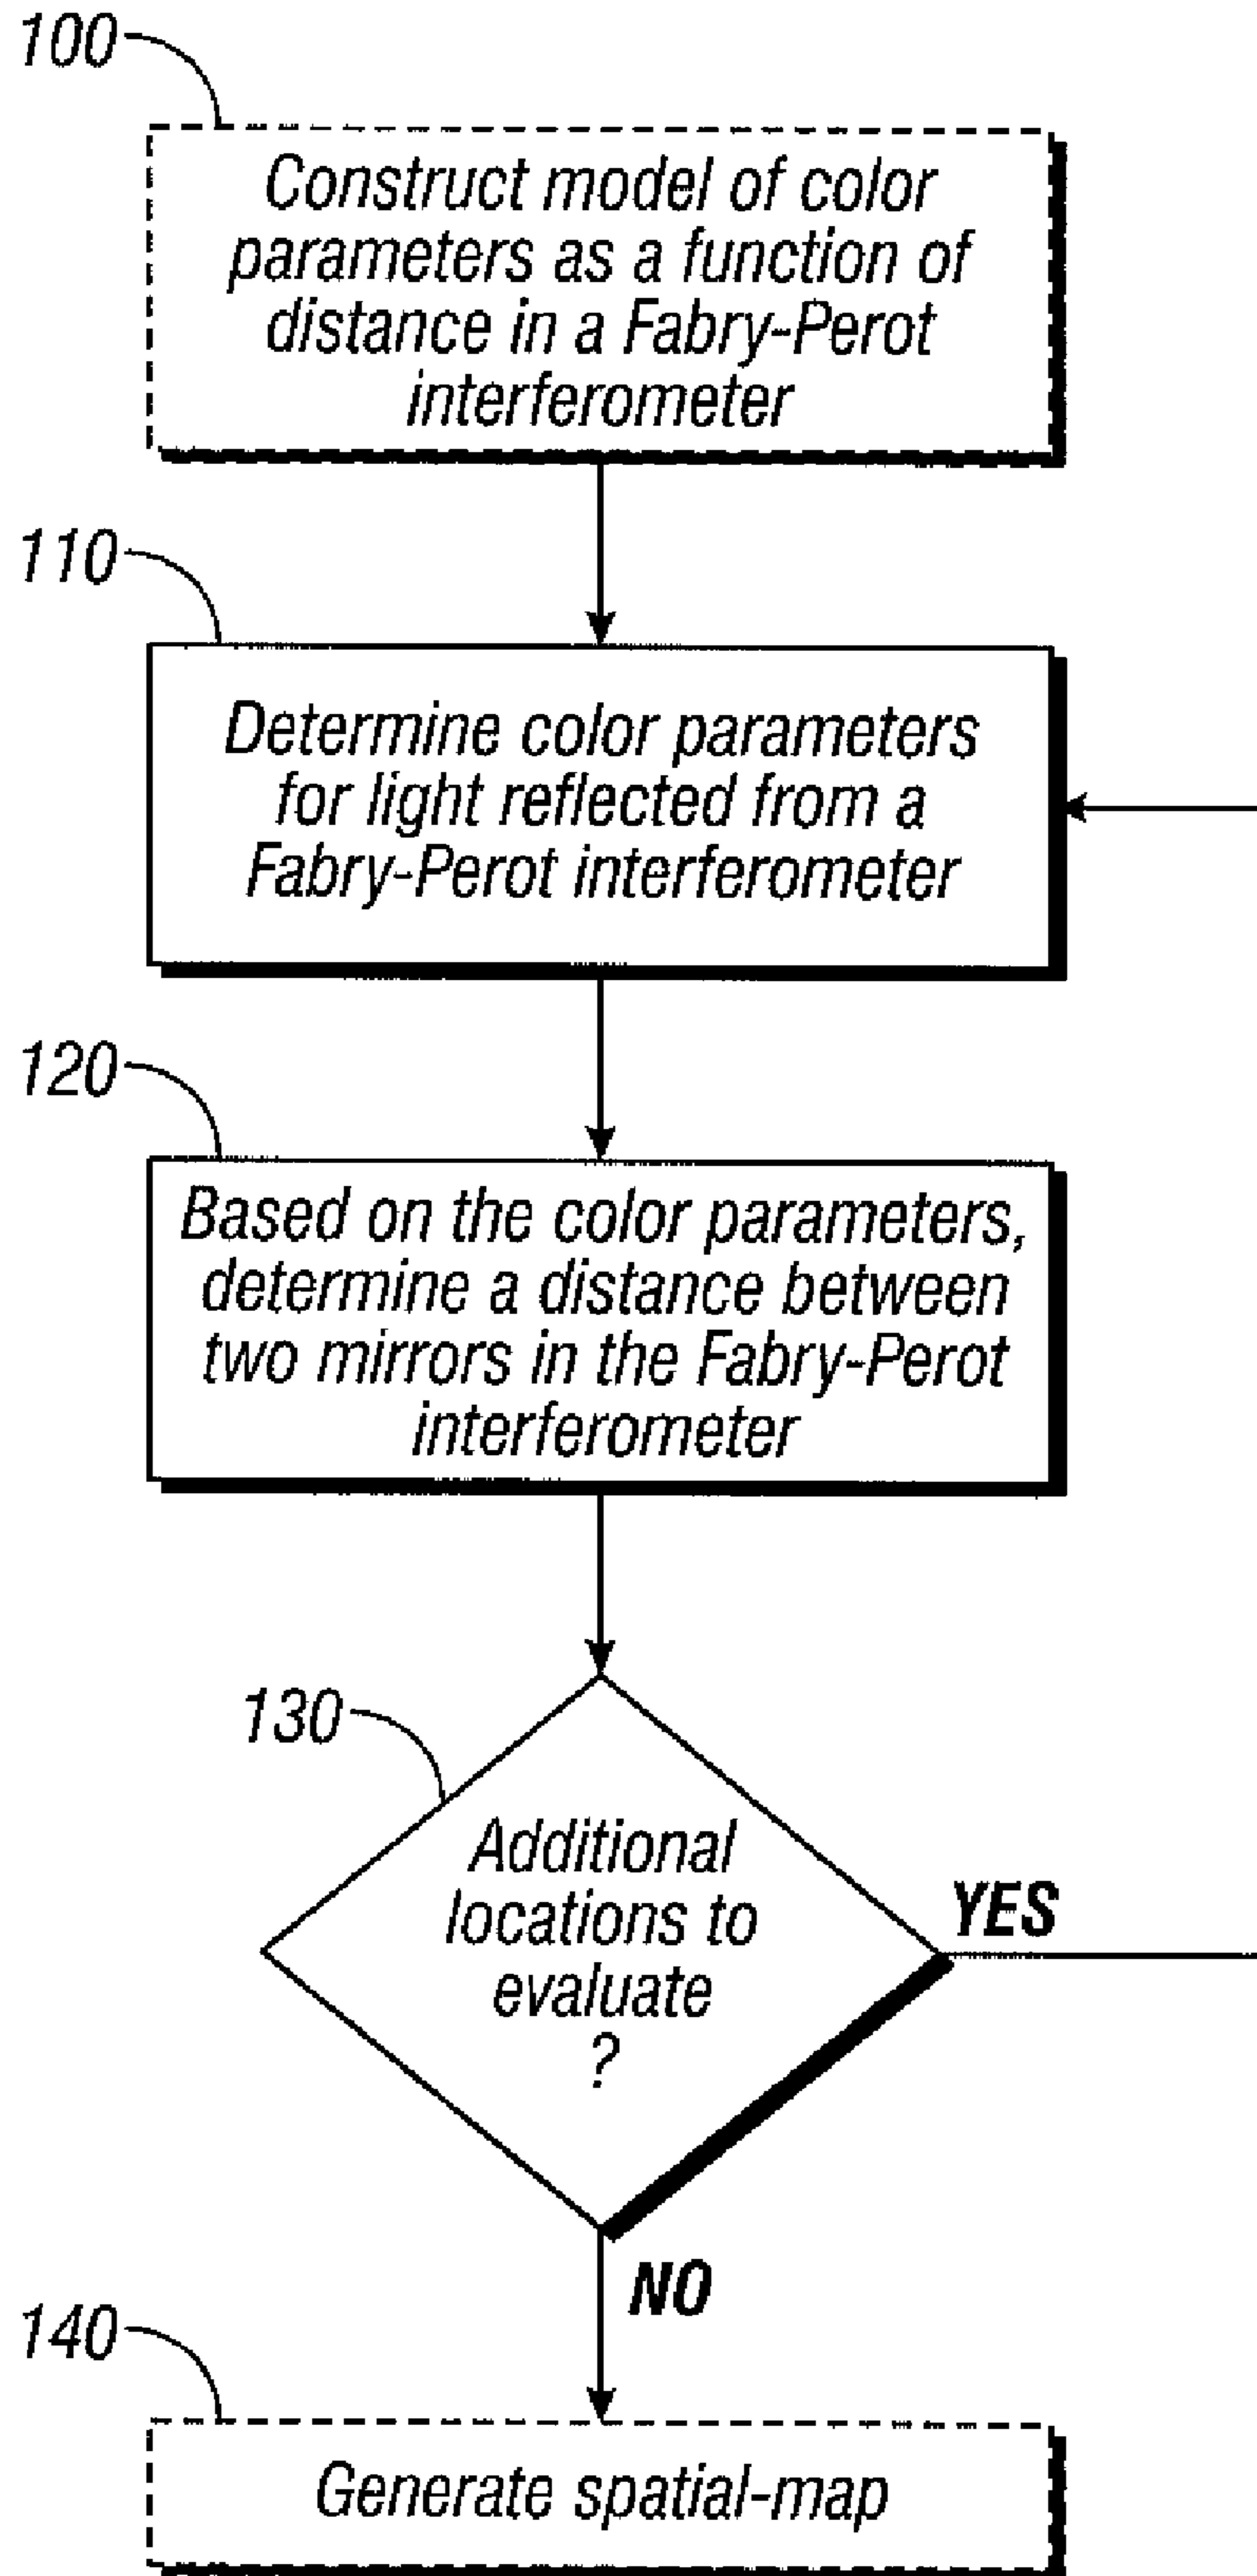 100
Construct model of color
parameters as a function of
distance in a Fabry-Perot
interferometer
110
Determine color parameters
for light reflected from a
Fabry-Perot interferometer
120
Based on the color parameters,
determine a distance between
two mirrors in the Fabry-Perot
interferometer
130
Additional
locations to
evaluate
?
YES
NO
140
Generate spatial-map